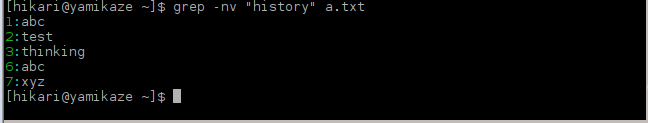 [hikari@yamikaze ~]$ grep -nv "history" a.txt
1:abc
2:test
3:thinking
6:abc
7:xyz
[hikari@yamikaze ~]$